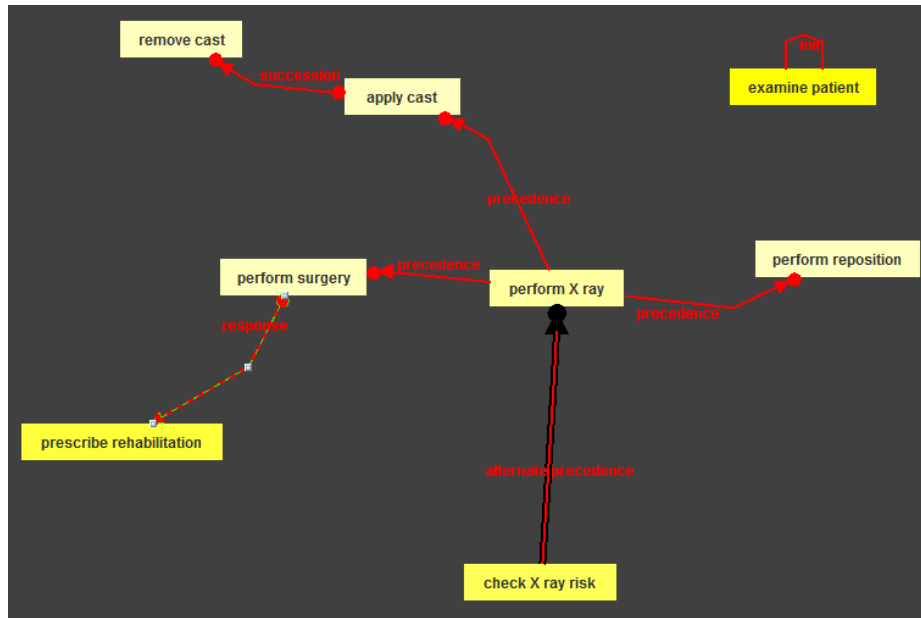 remove cast
init
succession
examine patient
apply cast
precedence
perform reposition
precedence
perform surgery
perform X ray
precedence
response
prescribe rehabilitation
alternate precedence
check X ray risk